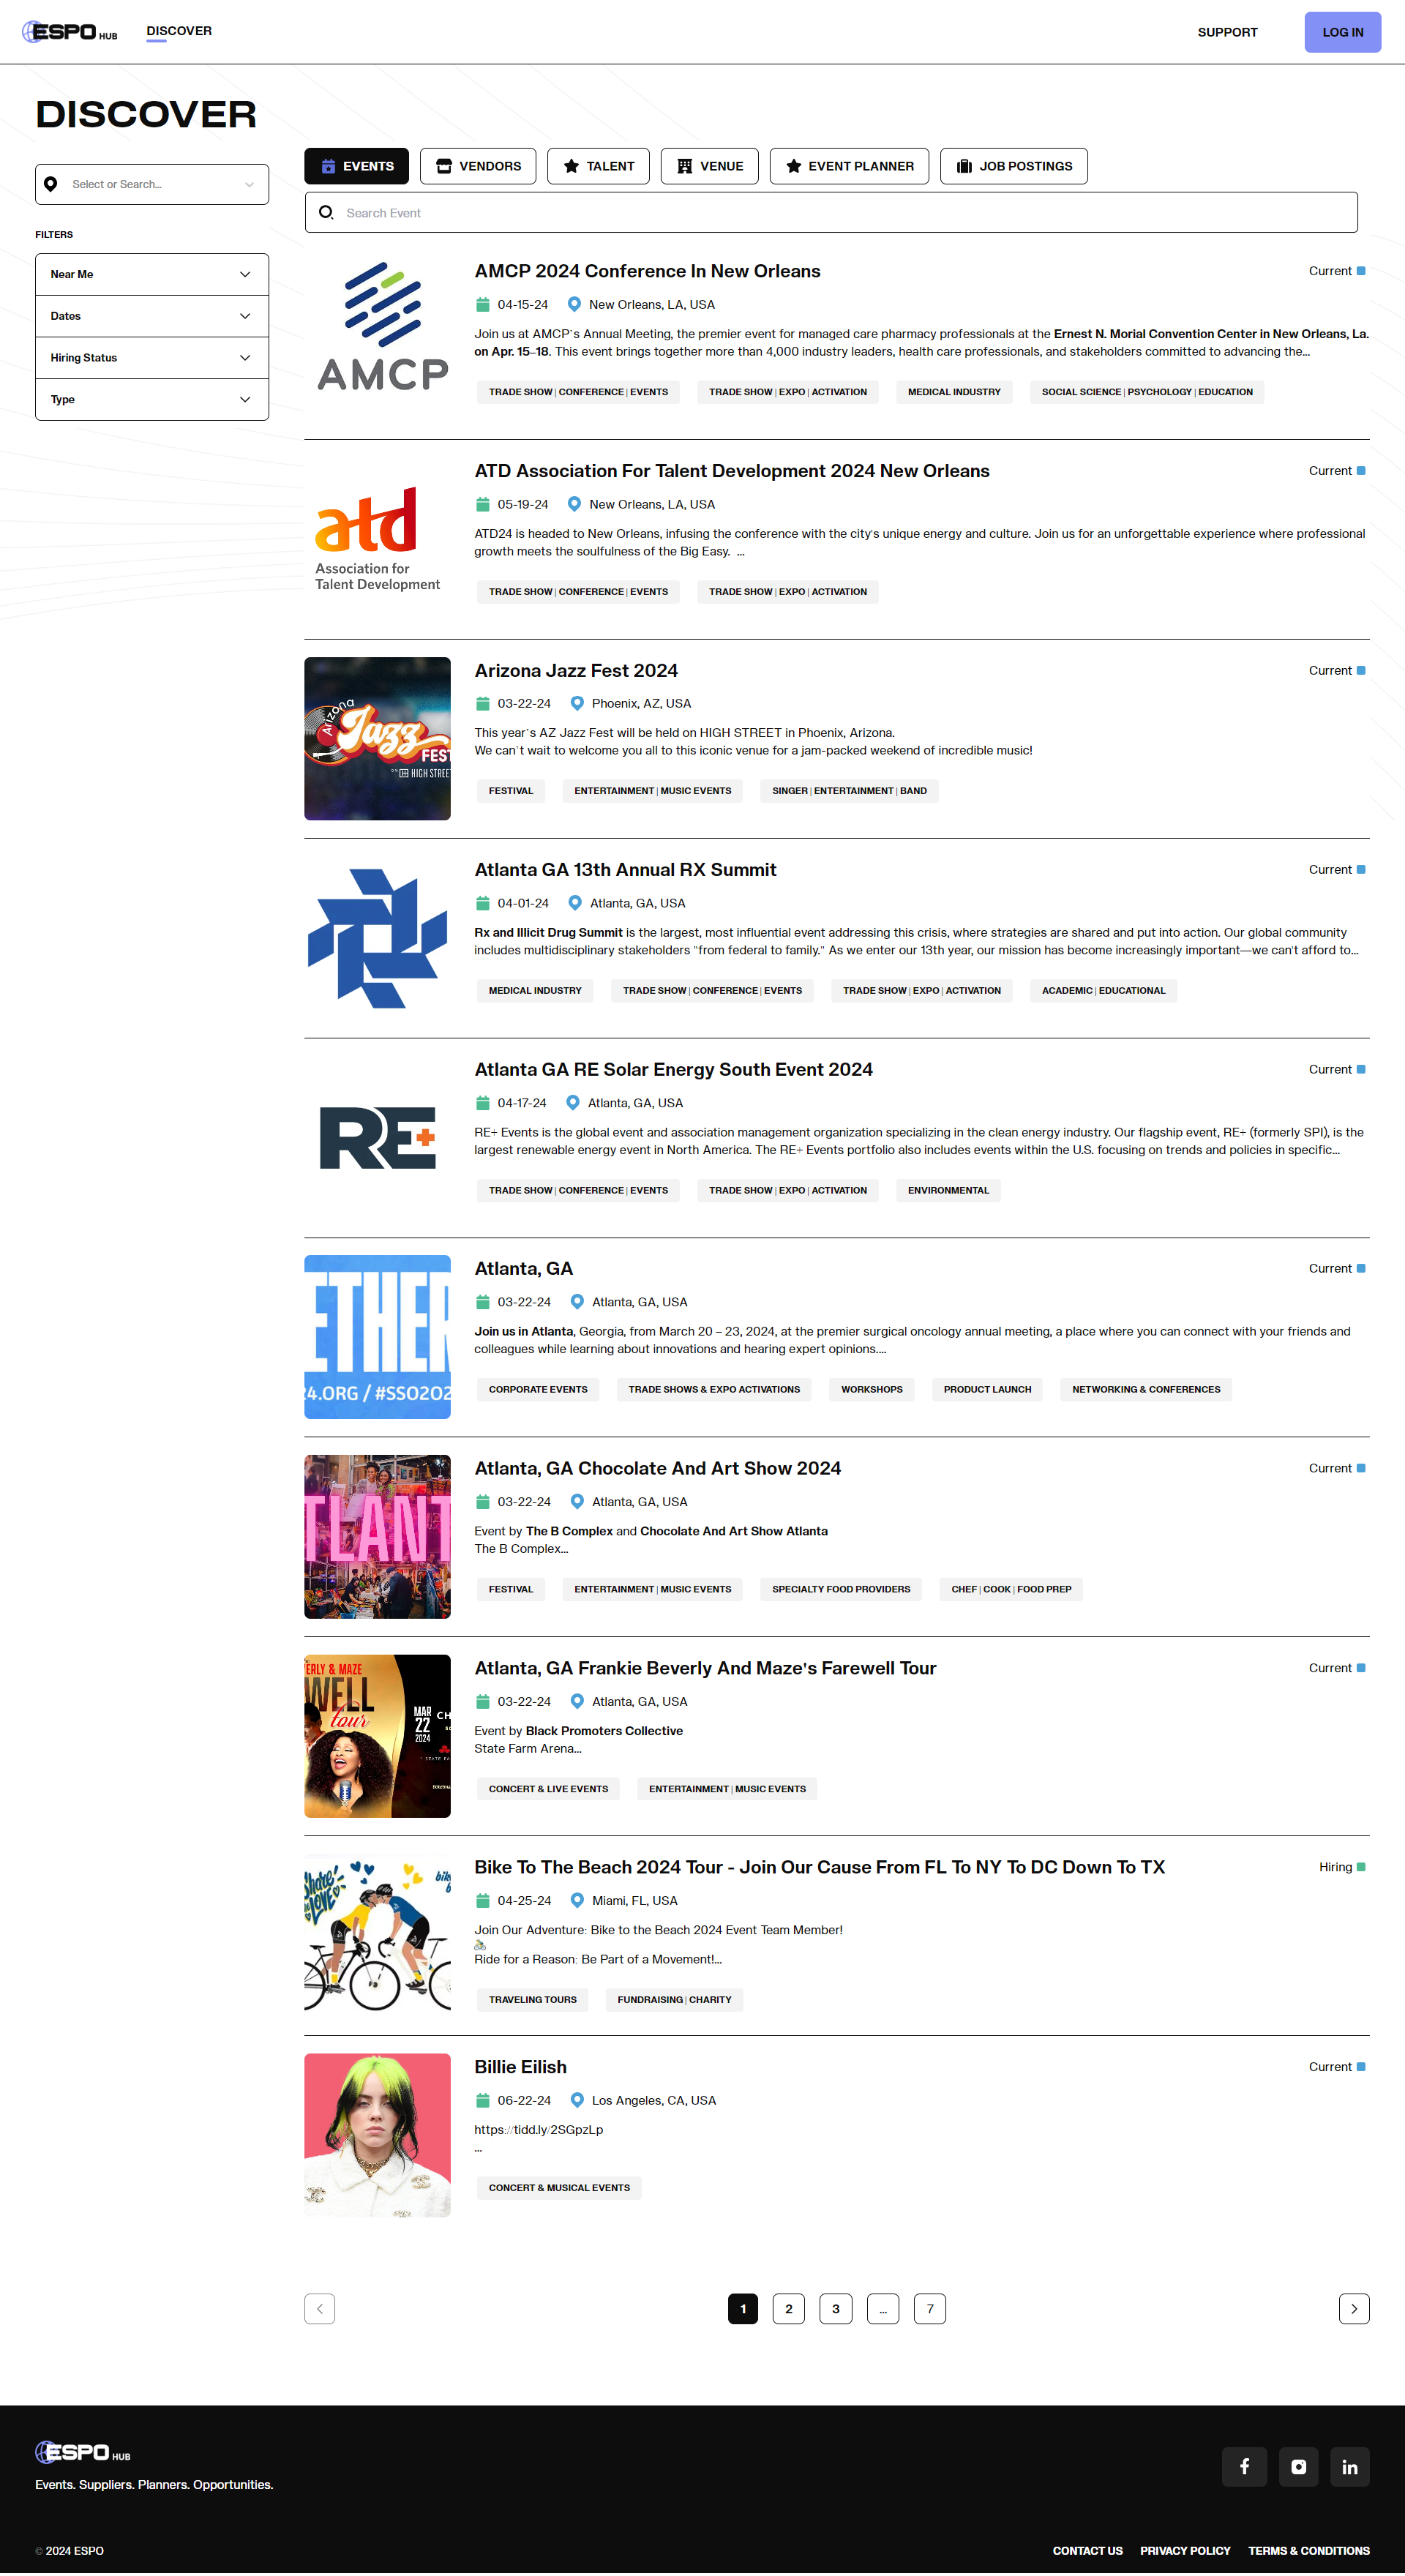 ESPO HUB
DISCOVER
SUPPORT
LOG IN
DISCOVER
Select or Search...
FILTERS
Near Me
Dates
Hiring Status
Type
EVENTS
VENDORS
TALENT
VENUE
EVENT PLANNER
JOB POSTINGS
Search Event
AMCP
AMCP 2024 Conference In New Orleans
Current
04-15-24
New Orleans, LA, USA
Join us at AMCP's Annual Meeting, the premier event for managed care pharmacy professionals at the Ernest N. Morial Convention Center in New Orleans, La.
on Apr. 15–18. This event brings together more than 4,000 industry leaders, health care professionals, and stakeholders committed to advancing the...
TRADE SHOW | CONFERENCE | EVENTS
TRADE SHOW | EXPO | ACTIVATION
MEDICAL INDUSTRY
SOCIAL SCIENCE | PSYCHOLOGY | EDUCATION
atd
Association for
Talent Development
ATD Association For Talent Development 2024 New Orleans
Current
05-19-24
New Orleans, LA, USA
ATD24 is headed to New Orleans, infusing the conference with the city's unique energy and culture. Join us for an unforgettable experience where professional
growth meets the soulfulness of the Big Easy. ...
TRADE SHOW | CONFERENCE | EVENTS
TRADE SHOW | EXPO | ACTIVATION
Arizona
Jazz
FEST
HIGH STREET
Arizona Jazz Fest 2024
Current
03-22-24
Phoenix, AZ, USA
This year's AZ Jazz Fest will be held on HIGH STREET in Phoenix, Arizona.
We can't wait to welcome you all to this iconic venue for a jam-packed weekend of incredible music!
FESTIVAL
ENTERTAINMENT | MUSIC EVENTS
SINGER | ENTERTAINMENT | BAND
Atlanta GA 13th Annual RX Summit
Current
04-01-24
Atlanta, GA, USA
Rx and Illicit Drug Summit is the largest, most influential event addressing this crisis, where strategies are shared and put into action. Our global community
includes multidisciplinary stakeholders "from federal to family." As we enter our 13th year, our mission has become increasingly important—we can't afford to...
MEDICAL INDUSTRY
TRADE SHOW | CONFERENCE | EVENTS
TRADE SHOW | EXPO | ACTIVATION
ACADEMIC | EDUCATIONAL
RE+
Atlanta GA RE Solar Energy South Event 2024
Current
04-17-24
Atlanta, GA, USA
RE+ Events is the global event and association management organization specializing in the clean energy industry. Our flagship event, RE+ (formerly SPI), is the
largest renewable energy event in North America. The RE+ Events portfolio also includes events within the U.S. focusing on trends and policies in specific...
TRADE SHOW | CONFERENCE | EVENTS
TRADE SHOW | EXPO | ACTIVATION
ENVIRONMENTAL
ETHER
24.ORG / #SSO202
Atlanta, GA
Current
03-22-24
Atlanta, GA, USA
Join us in Atlanta, Georgia, from March 20 – 23, 2024, at the premier surgical oncology annual meeting, a place where you can connect with your friends and
colleagues while learning about innovations and hearing expert opinions....
CORPORATE EVENTS
TRADE SHOWS & EXPO ACTIVATIONS
WORKSHOPS
PRODUCT LAUNCH
NETWORKING & CONFERENCES
TLANT
Atlanta, GA Chocolate And Art Show 2024
Current
03-22-24
Atlanta, GA, USA
Event by The B Complex and Chocolate And Art Show Atlanta
The B Complex...
FESTIVAL
ENTERTAINMENT | MUSIC EVENTS
SPECIALTY FOOD PROVIDERS
CHEF | COOK | FOOD PREP
ERLY & MAZE
WELL
tour
MAR
22
2024
CH
Atlanta, GA Frankie Beverly And Maze's Farewell Tour
Current
03-22-24
Atlanta, GA, USA
Event by Black Promoters Collective
State Farm Arena...
CONCERT & LIVE EVENTS
ENTERTAINMENT | MUSIC EVENTS
Share
the LOVE
Bike To The Beach 2024 Tour - Join Our Cause From FL To NY To DC Down To TX
Hiring
04-25-24
Miami, FL, USA
Join Our Adventure: Bike to the Beach 2024 Event Team Member!
Ride for a Reason: Be Part of a Movement!...
TRAVELING TOURS
FUNDRAISING | CHARITY
Billie Eilish
Current
06-22-24
Los Angeles, CA, USA
https://tidd.ly/2SGpzLp
...
CONCERT & MUSICAL EVENTS
1
2
3
...
7
ESPO HUB
Events. Suppliers. Planners. Opportunities.
© 2024 ESPO
CONTACT US
PRIVACY POLICY
TERMS & CONDITIONS